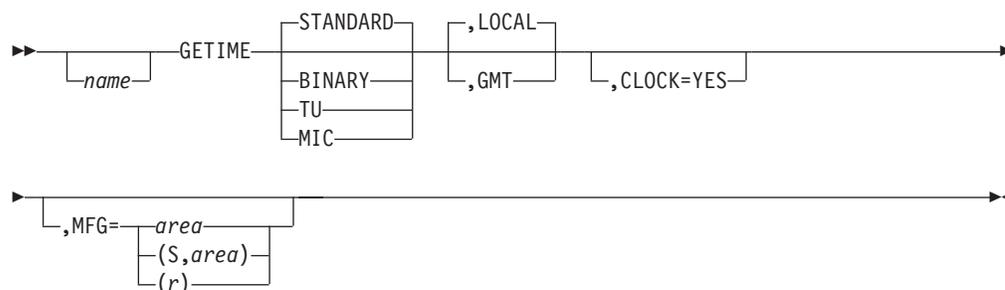 STANDARD ,LOCAL
name GETIME BINARY ,GMT ,CLOCK=YES
TU
MIC
,MFG= area
(S,area)
(r)